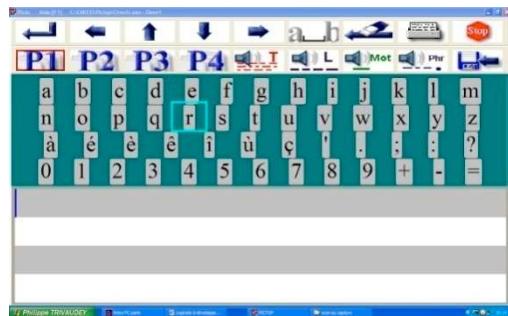 a_b Stop
P1 P2 P3 P4 T L Mot Phr
a b c d e f g h i j k l m
n o p q r s t u v w x y z
à é è ê î ù ç ' . ; : ?
0 1 2 3 4 5 6 7 8 9 + - =
Philippe TRIVAUDEY